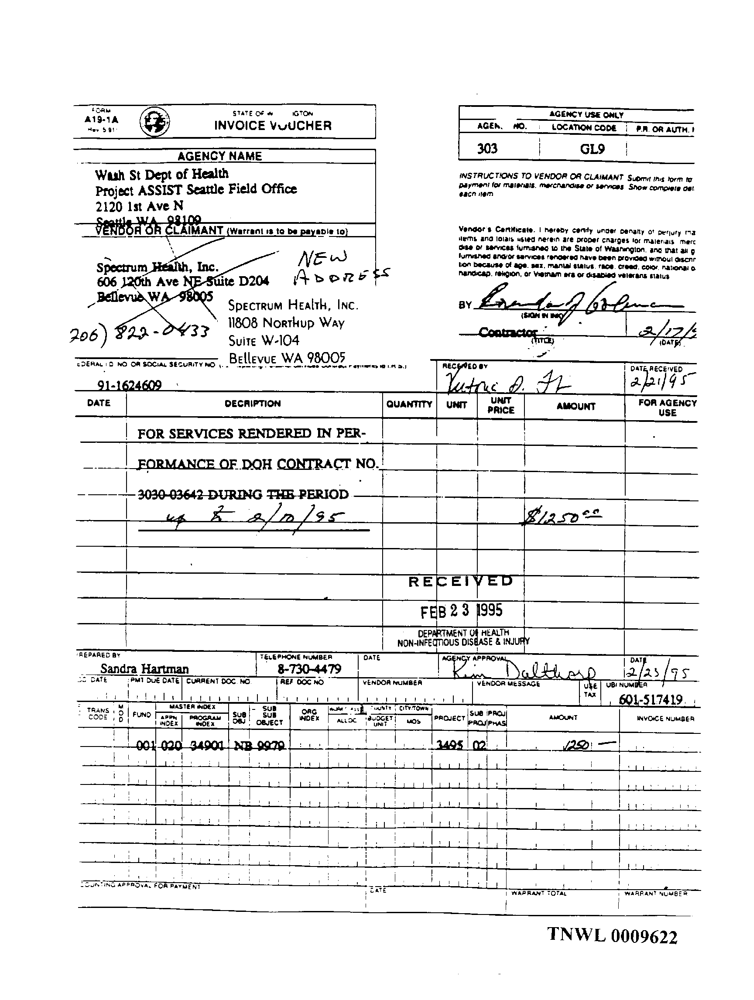 FORM
A19-1A
STATE OF W IGTON
INVOICE VOUCHER
AGENCY USE ONLY
AGEN. NO. LOCATION CODE P.R. OR AUTH.
303 GL9
AGENCY NAME
Wash St Dept of Health
Project ASSIST Seattle Field Office
2120 1st Ave N
Seattle WA 98109
INSTRUCTIONS TO VENDOR OR CLAIMANT Submit this form to
payment for materials, merchandise or services. Show complete det
each item
VENDOR OR CLAIMANT (Warrant is to be payable to)
Vendor's Certificate. I hereby certify under penalty of perjury tha
items and totals listed herein are proper charges for materials, merc
dise or services furnished to the State of Washington, and that all g
furnished and/or services rendered have been provided without discrir
tion because of age, sex, marital status, race, creed, color, national o
handicap, religion, or Vietnam era or disabled veterans status
NEW
ADDRESS
Spectrum Health, Inc.
606 120th Ave NE Suite D204
Bellevue WA 98005
SPECTRUM HEALTH, INC.
11808 NORTHUP WAY
SUITE W-104
BELLEVUE WA 98005
206) 822-0433
BY
(SIGN IN INK)
Contractor
(TITLE)
2/17/9
(DATE)
FEDERAL I D NO OR SOCIAL SECURITY NO
91-1624609
RECEIVED BY
DATE RECEIVED
2/21/95
DATE DECRIPTION QUANTITY UNIT UNIT PRICE AMOUNT FOR AGENCY USE
FOR SERVICES RENDERED IN PER-
FORMANCE OF DOH CONTRACT NO.
3030-03642 DURING THE PERIOD
up to 2/10/95 $1250.00
RECEIVED
FEB 23 1995
DEPARTMENT OF HEALTH
NON-INFECTIOUS DISEASE & INJURY
REPARED BY TELEPHONE NUMBER DATE AGENCY APPROVAL DATE
Sandra Hartman 8-730-4479 Kim Dalthorp 2/23/95
DATE PMT DUE DATE CURRENT DOC NO REF DOC NO VENDOR NUMBER VENDOR MESSAGE USE TAX UBI NUMBER
601-517419
TRANS CODE MOD FUND MASTER INDEX APPN INDEX PROGRAM INDEX SUB OBJ SUB SUB OBJECT ORG INDEX ALLOC COUNTY BUDGET UNIT CITY/TOWN MOS PROJECT SUB PROJ PROJ PHAS AMOUNT INVOICE NUMBER
001 020 34901 NB 9979 3495 02 1250 —
COUNTING APPROVAL FOR PAYMENT DATE WARRANT TOTAL WARRANT NUMBER
TNWL 0009622